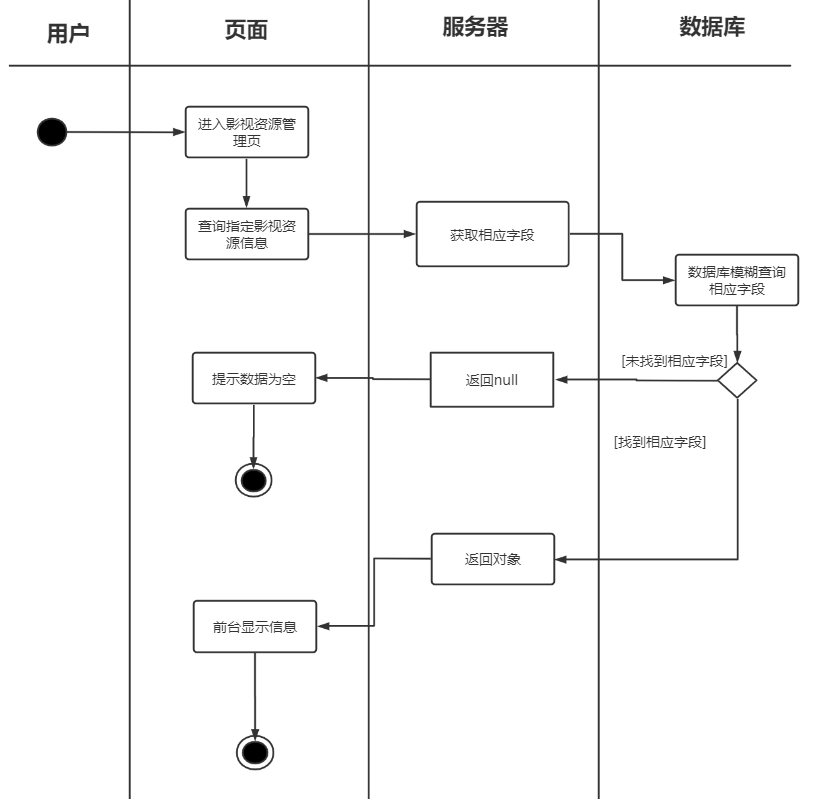 用户
页面
服务器
数据库
进入影视资源管
理页
查询指定影视资
源信息
获取相应字段
数据库模糊查询
相应字段
[未找到相应字段]
提示数据为空
返回null
[找到相应字段]
返回对象
前台显示信息